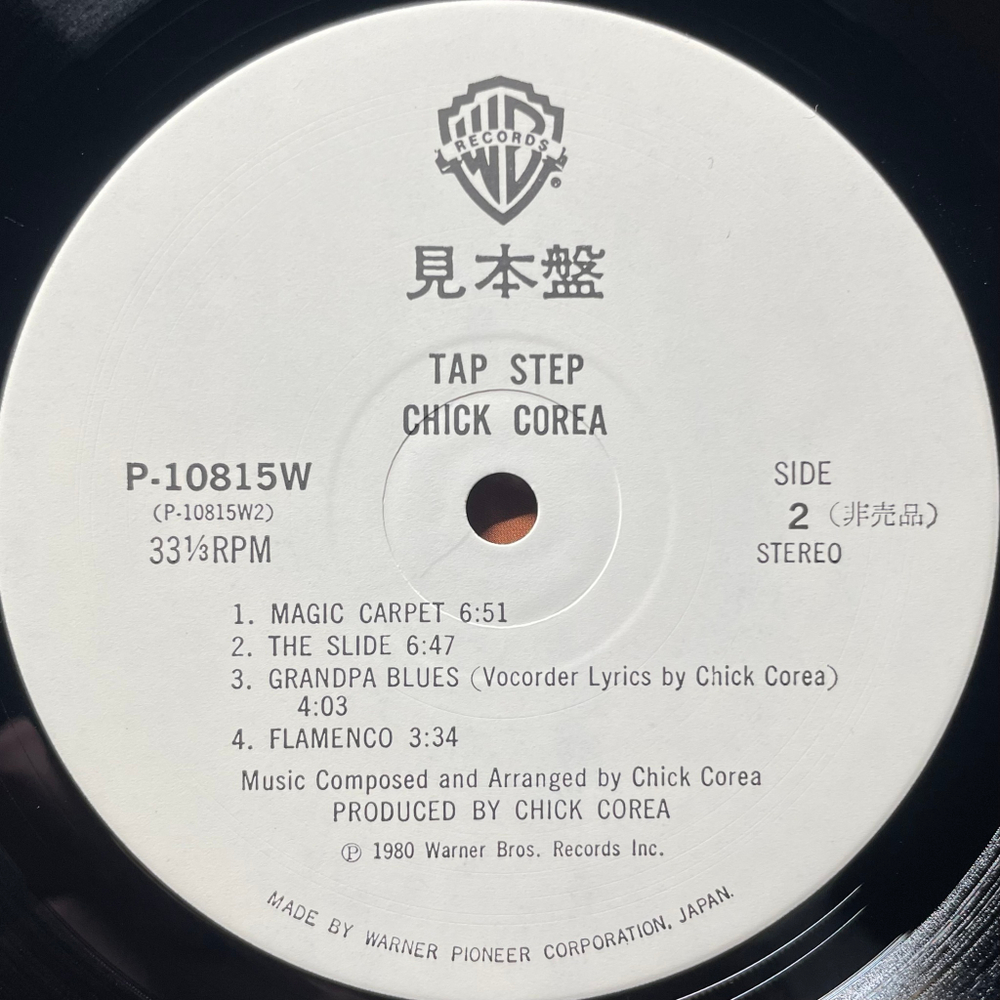 WB
RECORDS
®
見本盤
TAP STEP
CHICK COREA
P-10815W
(P-10815W2)
33⅓RPM
SIDE
2 (非売品)
STEREO
1. MAGIC CARPET 6:51
2. THE SLIDE 6:47
3. GRANDPA BLUES (Vocorder Lyrics by Chick Corea)
4:03
4. FLAMENCO 3:34
Music Composed and Arranged by Chick Corea
PRODUCED BY CHICK COREA
℗ 1980 Warner Bros. Records Inc.
MADE BY WARNER PIONEER CORPORATION, JAPAN.